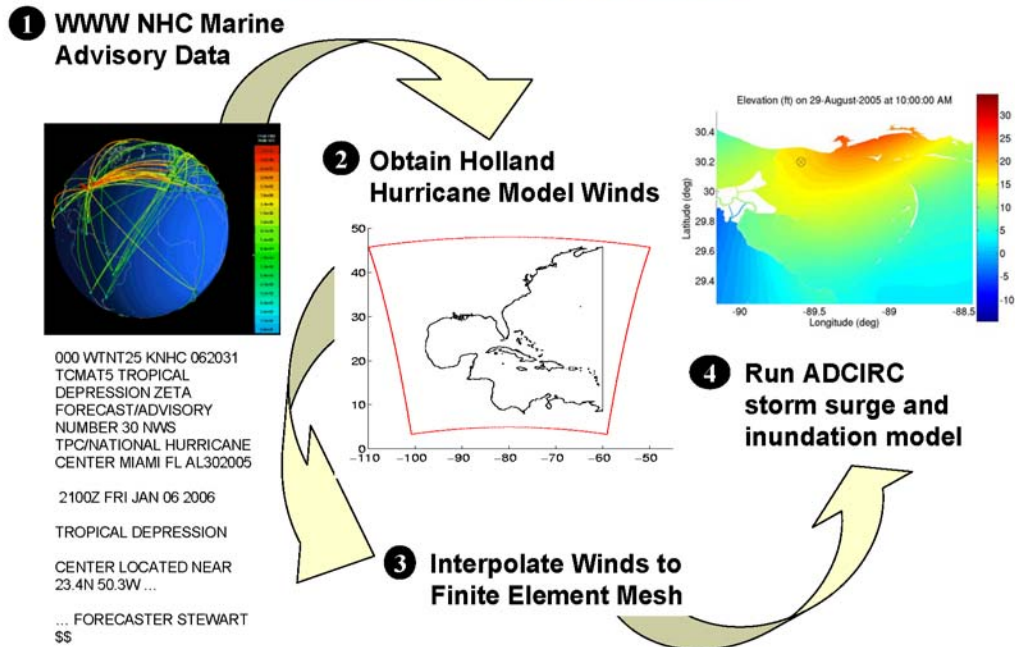 1 WWW NHC Marine
Advisory Data
000 WTNT25 KNHC 062031
TCMAT5 TROPICAL
DEPRESSION ZETA
FORECAST/ADVISORY
NUMBER 30 NWS
TPC/NATIONAL HURRICANE
CENTER MIAMI FL AL302005
2100Z FRI JAN 06 2006
TROPICAL DEPRESSION
CENTER LOCATED NEAR
23.4N 50.3W ...
... FORECASTER STEWART
$$
2 Obtain Holland
Hurricane Model Winds
50
40
30
20
10
0
-110 -100 -90 -80 -70 -60 -50
3 Interpolate Winds to
Finite Element Mesh
Elevation (ft) on 29-August-2005 at 10:00:00 AM
Latitude (deg)
30.4
30.2
30
29.8
29.6
29.4
-90 -89.5 -89 -88.5
Longitude (deg)
30
25
20
15
10
5
0
-5
-10
4 Run ADCIRC
storm surge and
inundation model